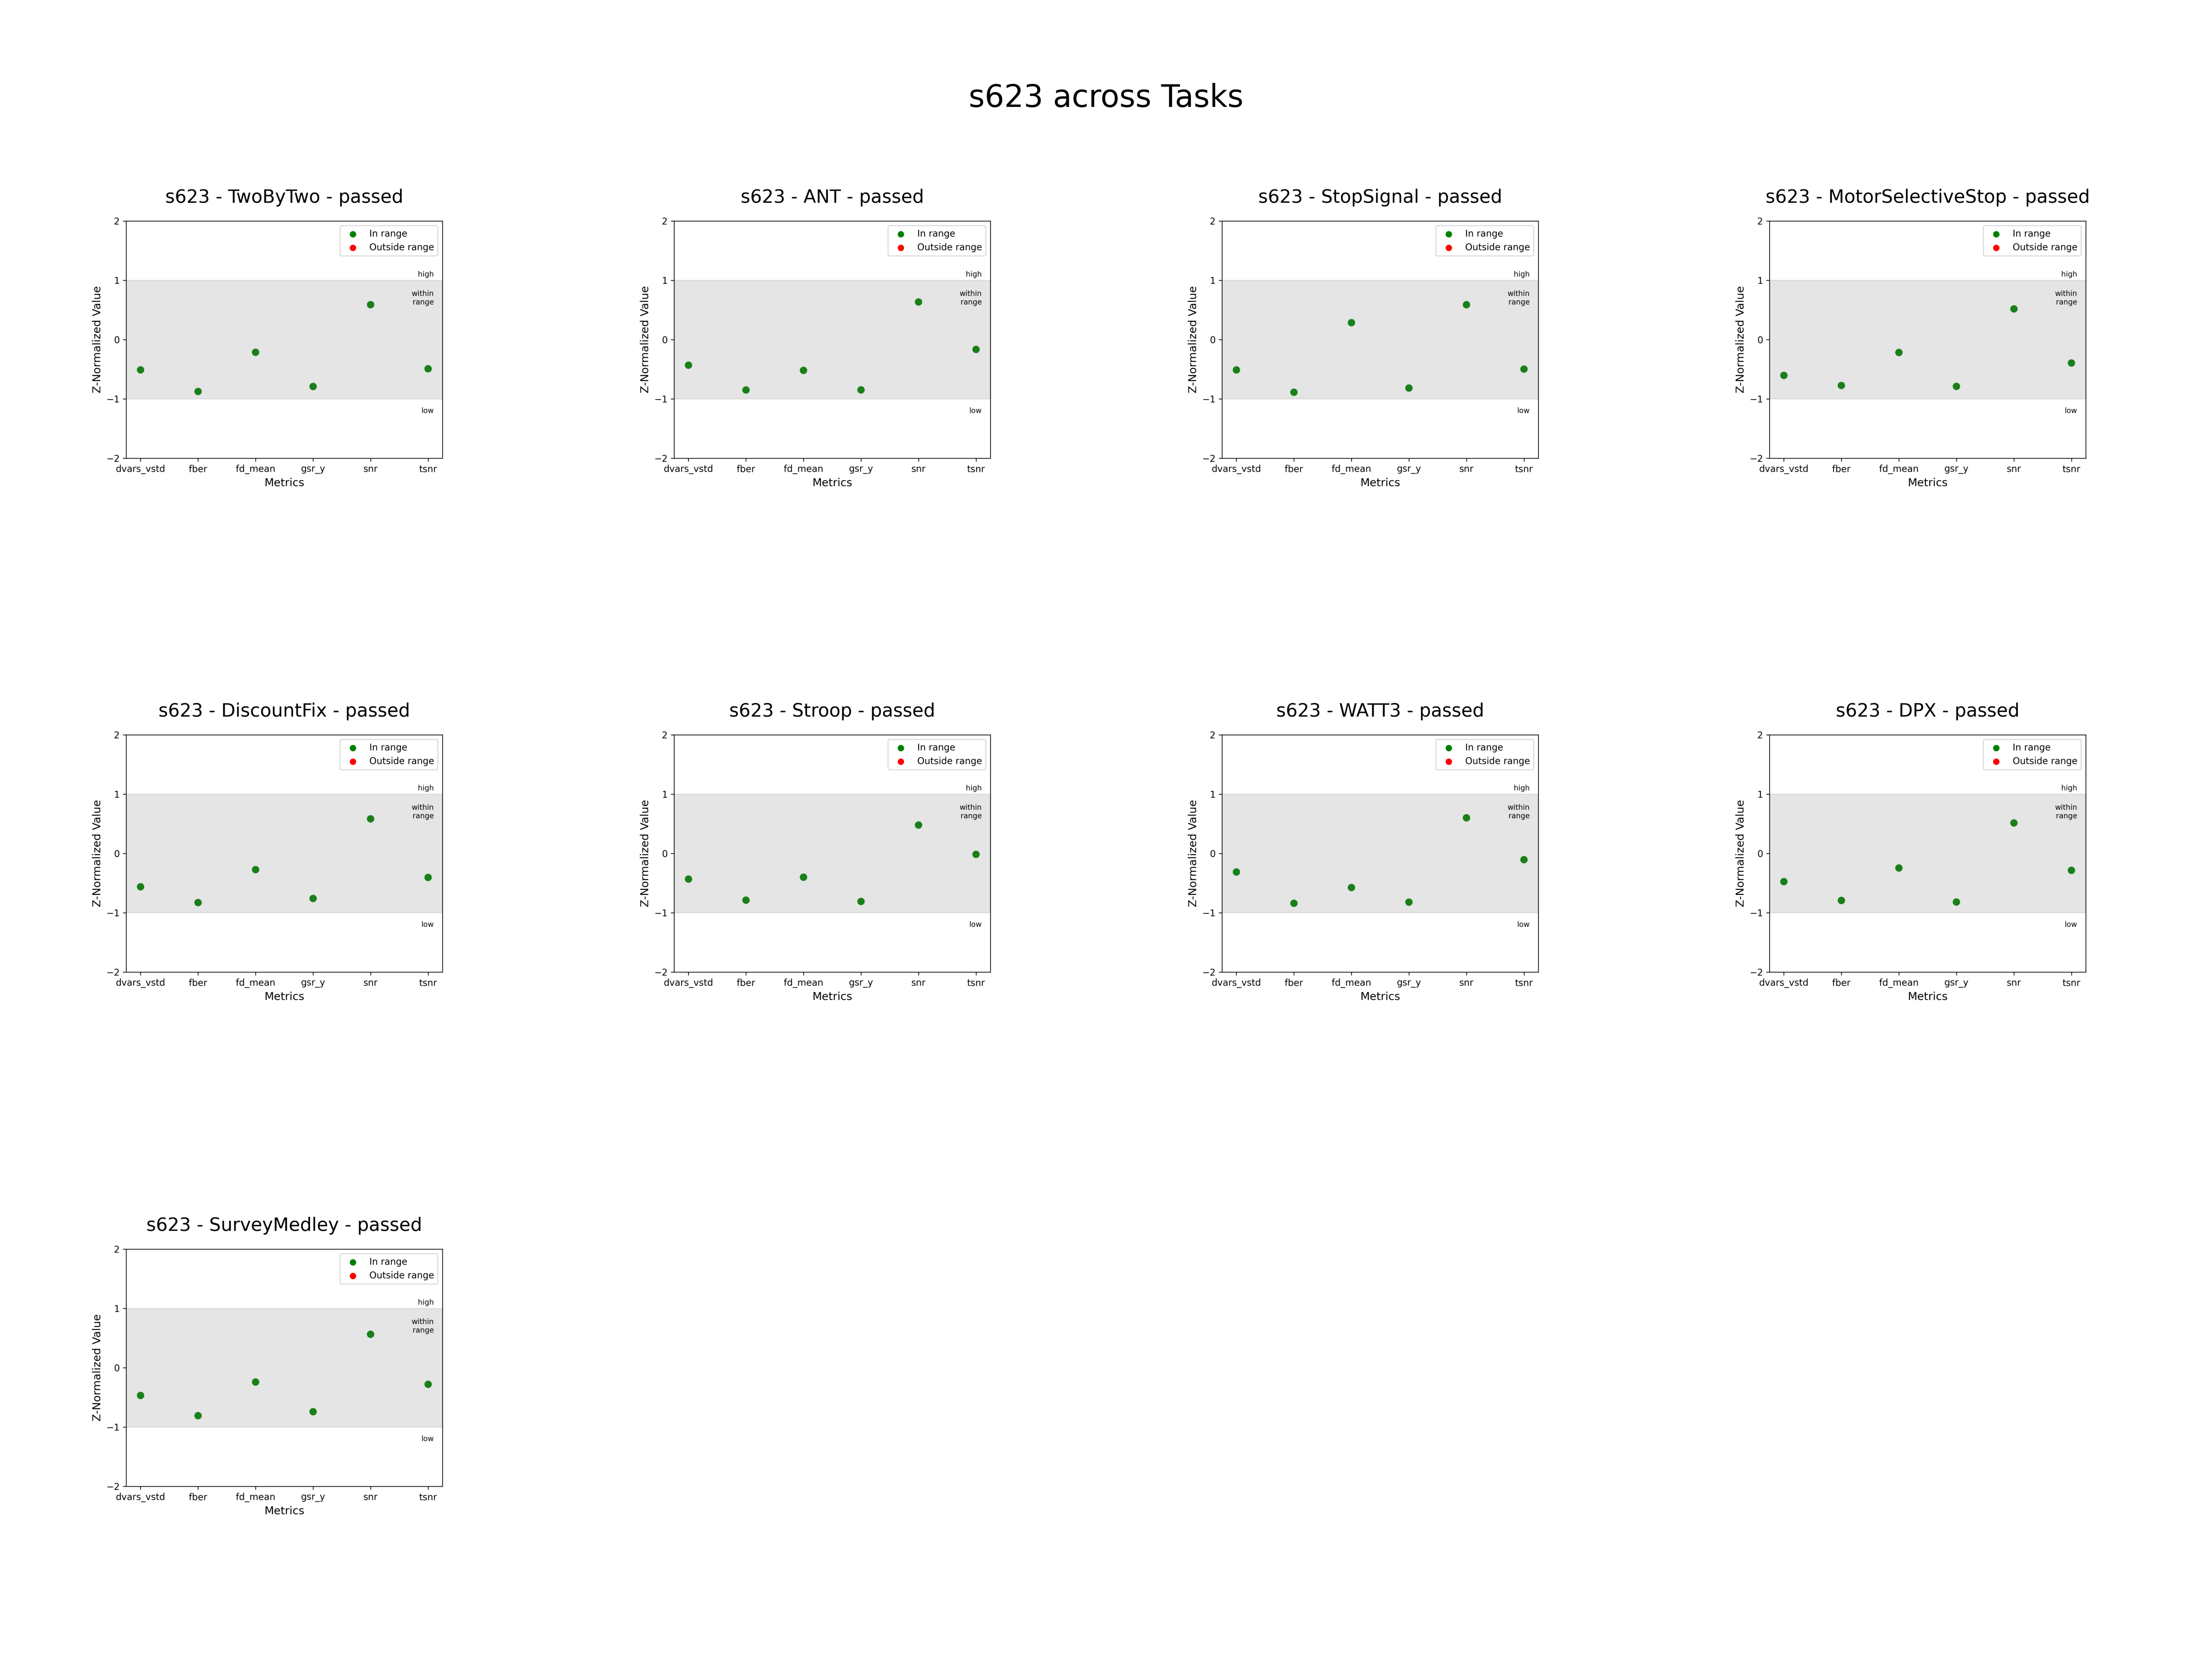 s623 across Tasks
s623 - TwoByTwo - passed
2
1
0
−1
−2
Z-Normalized Value
In range
Outside range
high
within
range
low
dvars_vstd fber fd_mean gsr_y snr tsnr
Metrics
s623 - ANT - passed
2
1
0
−1
−2
Z-Normalized Value
In range
Outside range
high
within
range
low
dvars_vstd fber fd_mean gsr_y snr tsnr
Metrics
s623 - StopSignal - passed
2
1
0
−1
−2
Z-Normalized Value
In range
Outside range
high
within
range
low
dvars_vstd fber fd_mean gsr_y snr tsnr
Metrics
s623 - MotorSelectiveStop - passed
2
1
0
−1
−2
Z-Normalized Value
In range
Outside range
high
within
range
low
dvars_vstd fber fd_mean gsr_y snr tsnr
Metrics
s623 - DiscountFix - passed
2
1
0
−1
−2
Z-Normalized Value
In range
Outside range
high
within
range
low
dvars_vstd fber fd_mean gsr_y snr tsnr
Metrics
s623 - Stroop - passed
2
1
0
−1
−2
Z-Normalized Value
In range
Outside range
high
within
range
low
dvars_vstd fber fd_mean gsr_y snr tsnr
Metrics
s623 - WATT3 - passed
2
1
0
−1
−2
Z-Normalized Value
In range
Outside range
high
within
range
low
dvars_vstd fber fd_mean gsr_y snr tsnr
Metrics
s623 - DPX - passed
2
1
0
−1
−2
Z-Normalized Value
In range
Outside range
high
within
range
low
dvars_vstd fber fd_mean gsr_y snr tsnr
Metrics
s623 - SurveyMedley - passed
2
1
0
−1
−2
Z-Normalized Value
In range
Outside range
high
within
range
low
dvars_vstd fber fd_mean gsr_y snr tsnr
Metrics